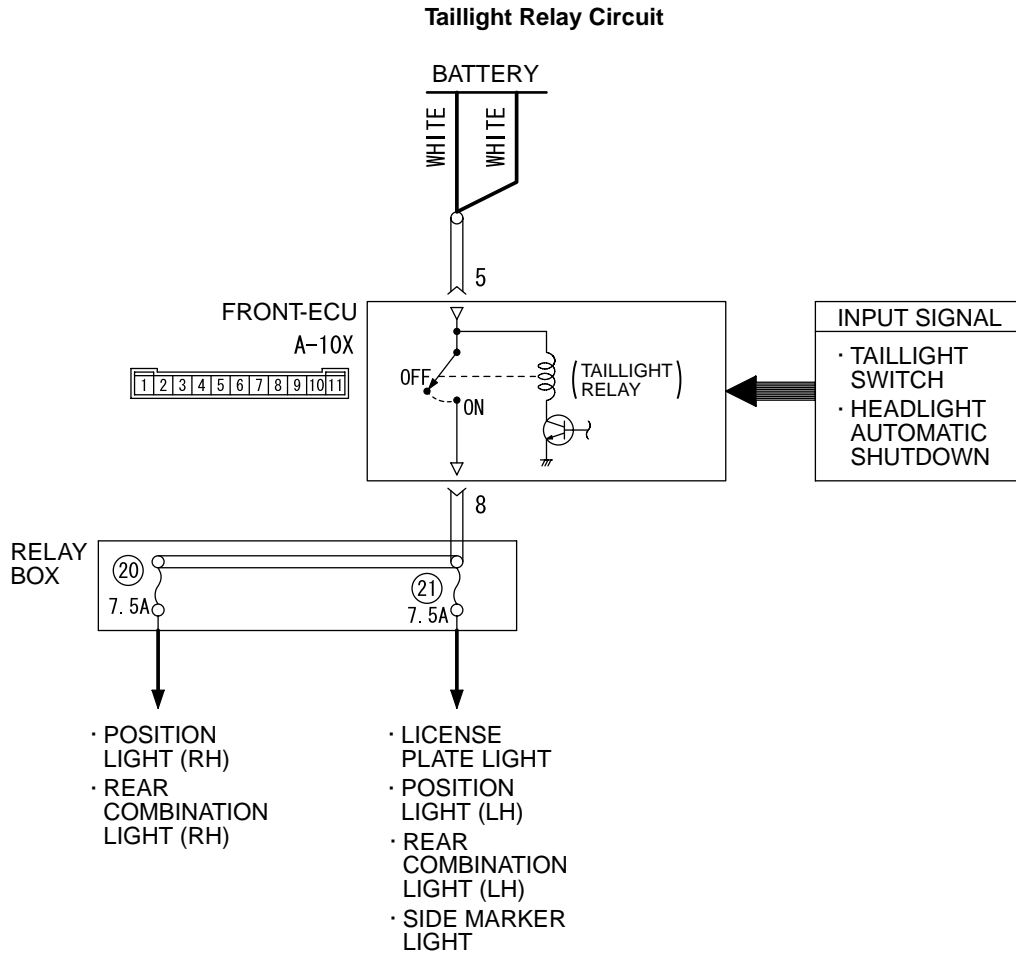 Taillight Relay Circuit
BATTERY
WHITE
WHITE
5
FRONT-ECU
A-10X
1 2 3 4 5 6 7 8 9 10 11
OFF
ON
(TAILLIGHT
RELAY)
INPUT SIGNAL
· TAILLIGHT
SWITCH
· HEADLIGHT
AUTOMATIC
SHUTDOWN
8
RELAY
BOX
20
7.5A
21
7.5A
· POSITION
LIGHT (RH)
· REAR
COMBINATION
LIGHT (RH)
· LICENSE
PLATE LIGHT
· POSITION
LIGHT (LH)
· REAR
COMBINATION
LIGHT (LH)
· SIDE MARKER
LIGHT